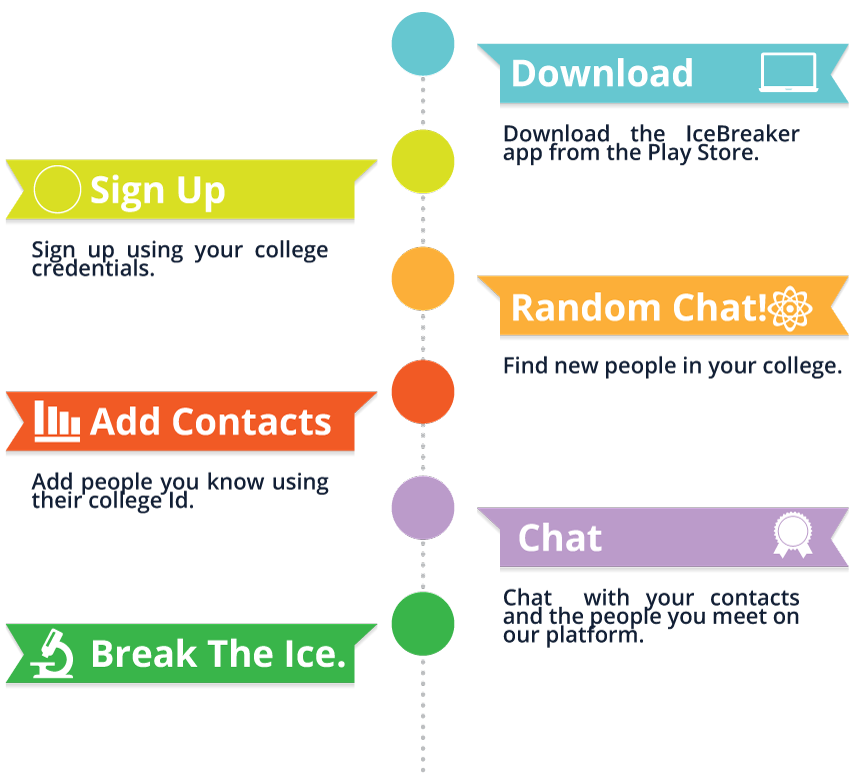 Download
Download the IceBreaker
app from the Play Store.
Sign Up
Sign up using your college
credentials.
Random Chat!
Find new people in your college.
Add Contacts
Add people you know using
their college Id.
Chat
Chat with your contacts
and the people you meet on
our platform.
Break The Ice.